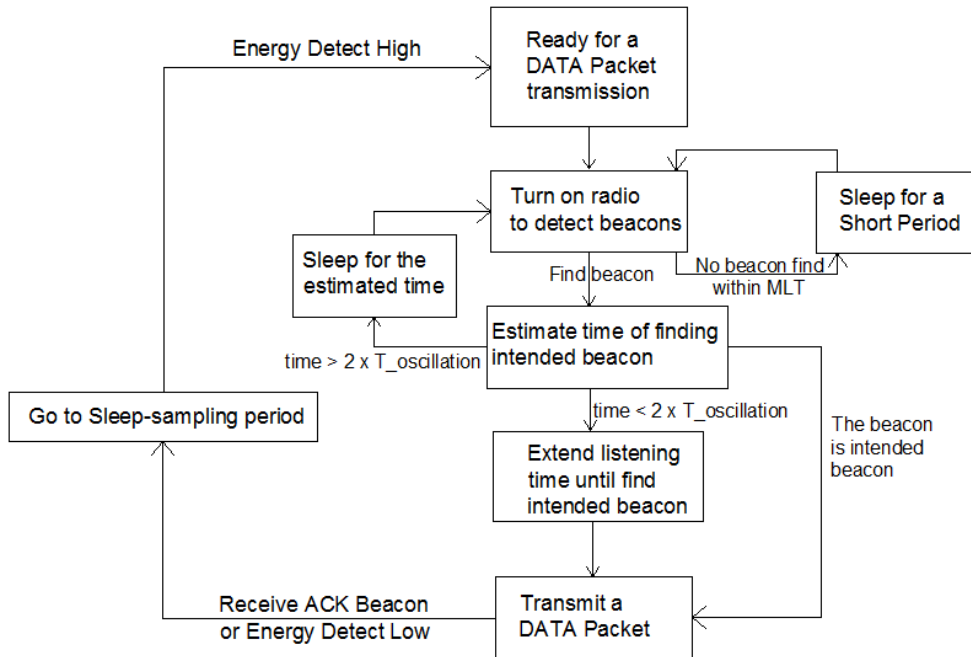 Energy Detect High
Ready for a
DATA Packet
transmission
Turn on radio
to detect beacons
Sleep for a
Short Period
Sleep for the
estimated time
Find beacon
No beacon find
within MLT
Estimate time of finding
intended beacon
time > 2 x T_oscillation
Go to Sleep-sampling period
time < 2 x T_oscillation
The beacon
is intended
beacon
Extend listening
time until find
intended beacon
Receive ACK Beacon
or Energy Detect Low
Transmit a
DATA Packet